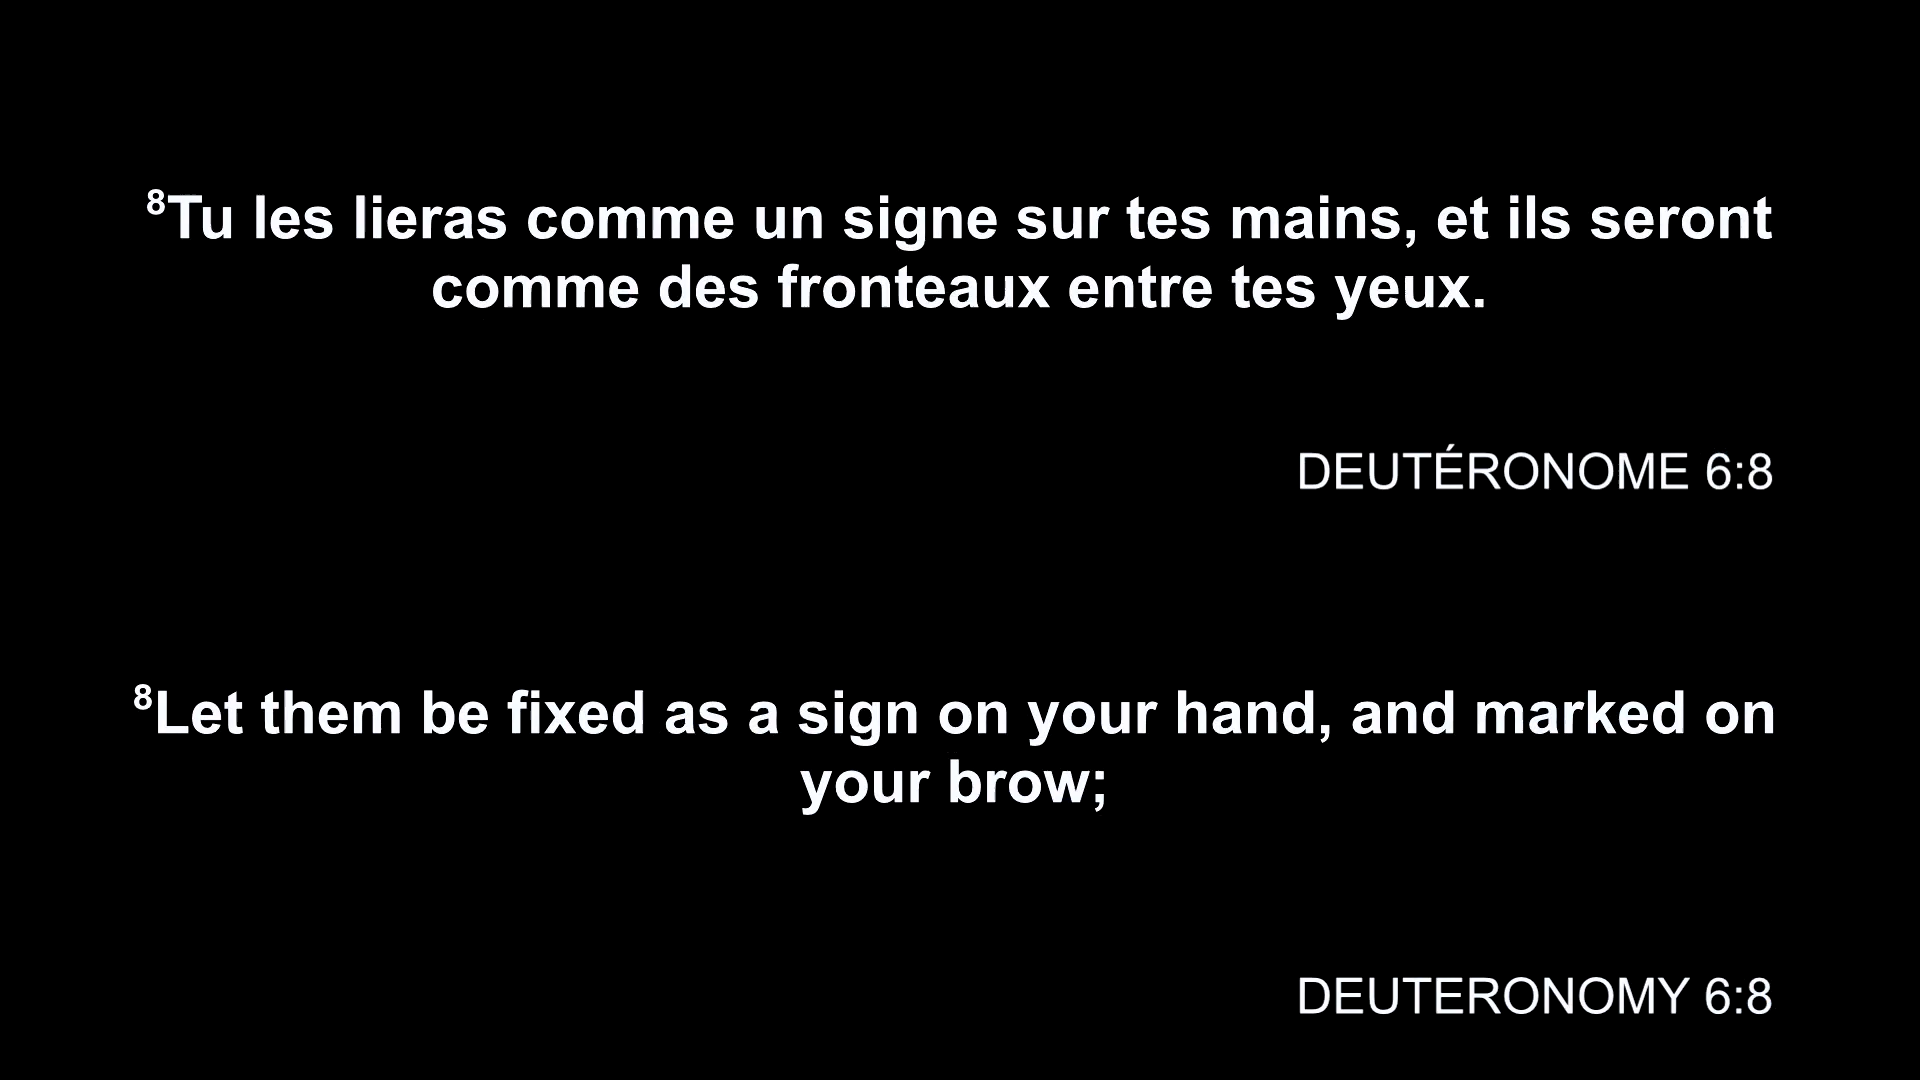 ⁸Tu les lieras comme un signe sur tes mains, et ils seront
comme des fronteaux entre tes yeux.
DEUTÉRONOME 6:8
⁸Let them be fixed as a sign on your hand, and marked on
your brow;
DEUTERONOMY 6:8